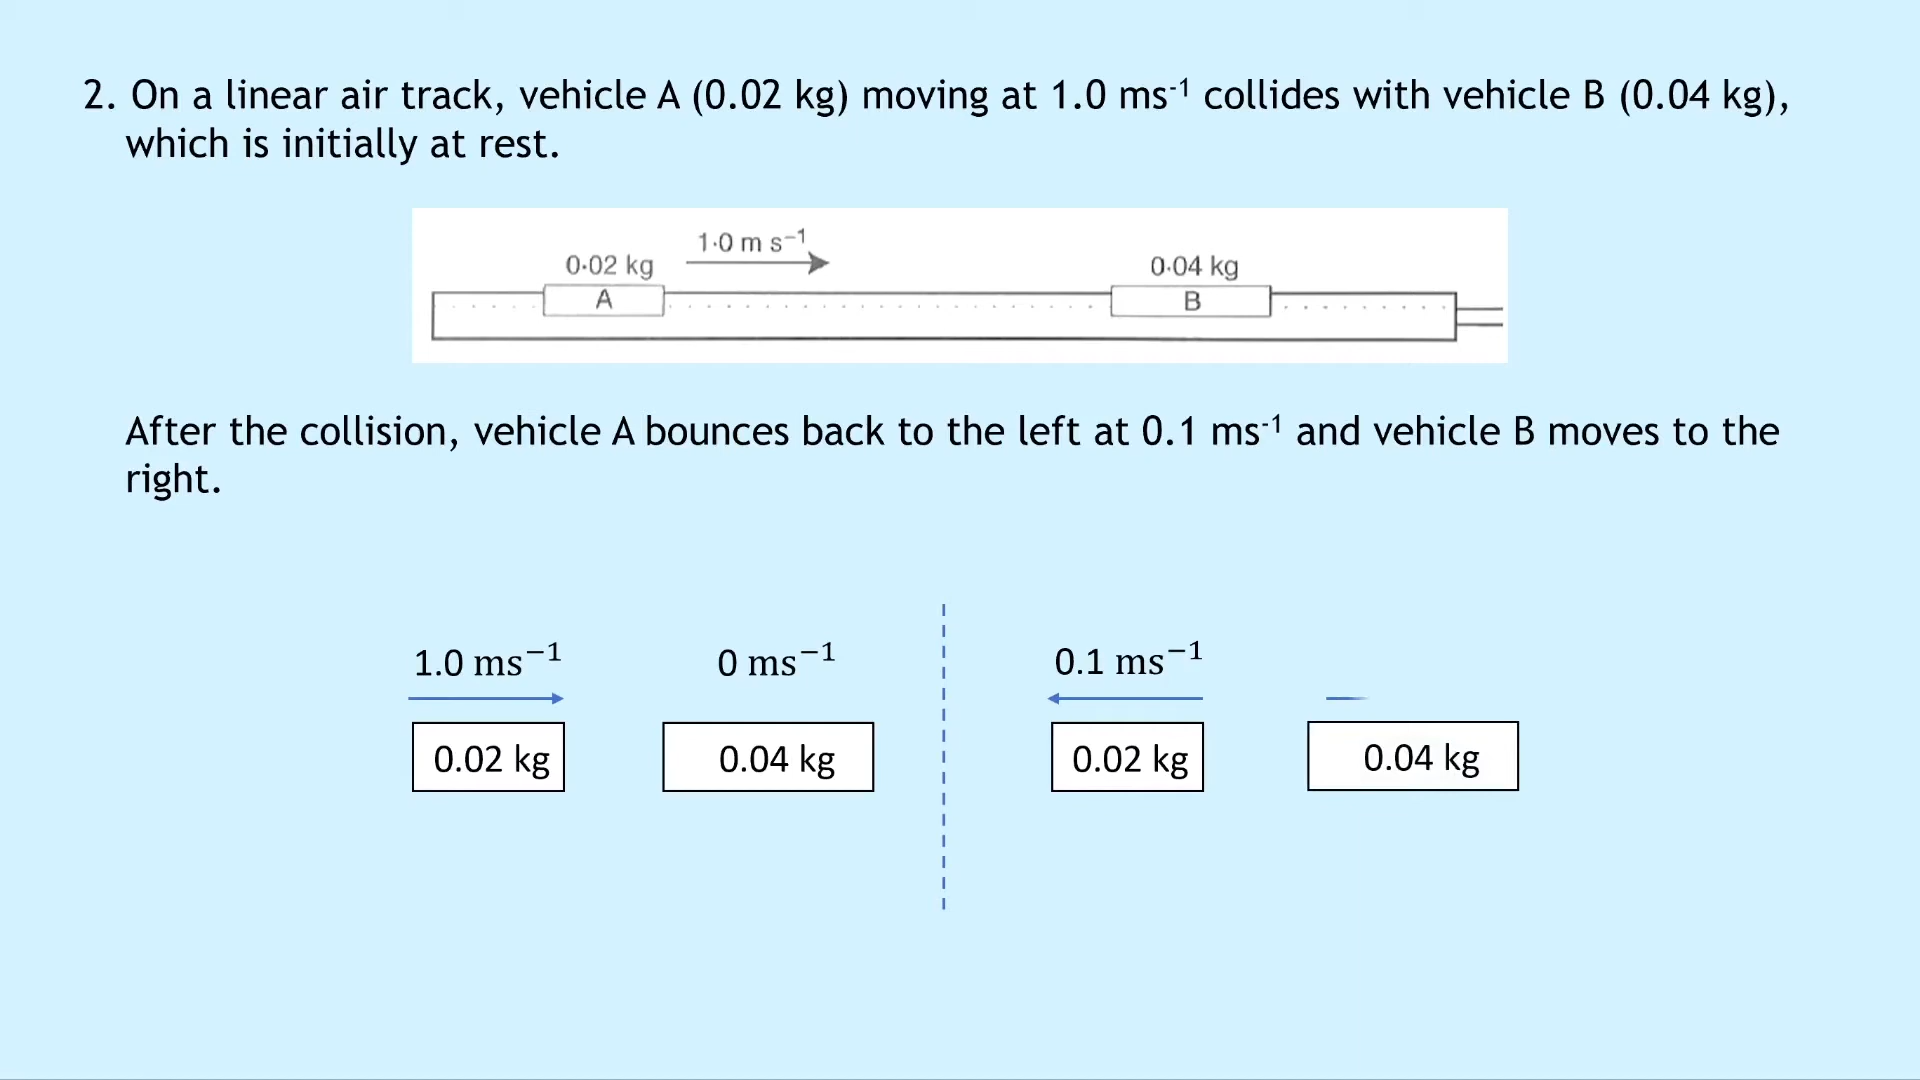 2. On a linear air track, vehicle A (0.02 kg) moving at 1.0 ms⁻¹ collides with vehicle B (0.04 kg),
which is initially at rest.
1·0 m s⁻¹
0·02 kg
0·04 kg
A
B
After the collision, vehicle A bounces back to the left at 0.1 ms⁻¹ and vehicle B moves to the
right.
1.0 ms⁻¹ 0 ms⁻¹ 0.1 ms⁻¹
0.02 kg 0.04 kg 0.02 kg 0.04 kg